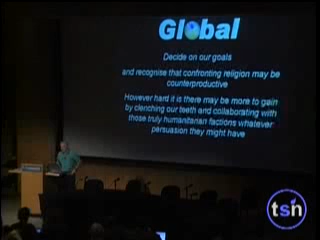 Global
Decide on our goals
and recognise that confronting religion may be
counterproductive
However hard it is there may be more to gain
by clenching our teeth and collaborating with
those truly humanitarian factions whatever
persuasion they might have
tsn